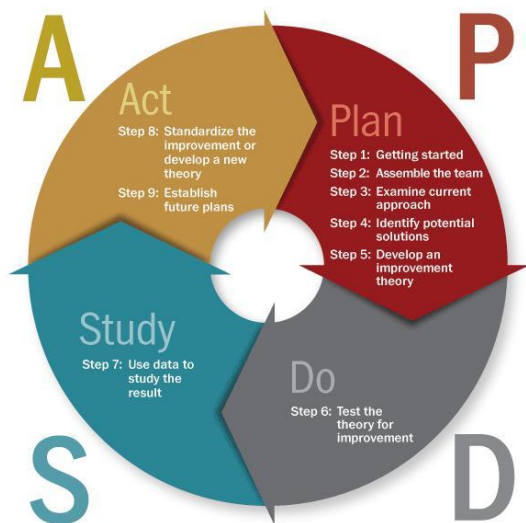 A
P
Act
Step 8: Standardize the
improvement or
develop a new
theory
Step 9: Establish
future plans
Plan
Step 1: Getting started
Step 2: Assemble the team
Step 3: Examine current
approach
Step 4: Identify potential
solutions
Step 5: Develop an
improvement
theory
Study
Step 7: Use data to
study the
result
Do
Step 6: Test the
theory for
improvement
S
D